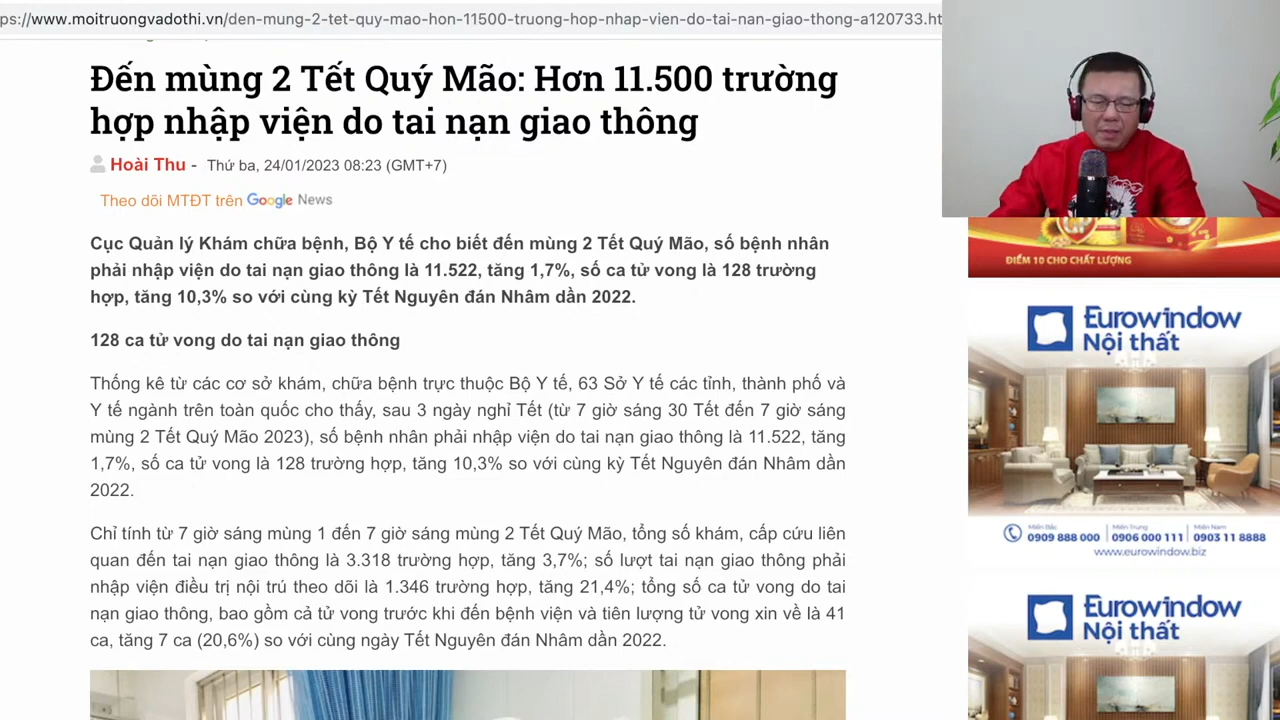 ps://www.moitruongvadothi.vn/den-mung-2-tet-quy-mao-hon-11500-truong-hop-nhap-vien-do-tai-nan-giao-thong-a120733.ht
Đến mùng 2 Tết Quý Mão: Hơn 11.500 trường
hợp nhập viện do tai nạn giao thông
Hoài Thu - Thứ ba, 24/01/2023 08:23 (GMT+7)
Theo dõi MTĐT trên Google News
Cục Quản lý Khám chữa bệnh, Bộ Y tế cho biết đến mùng 2 Tết Quý Mão, số bệnh nhân
phải nhập viện do tai nạn giao thông là 11.522, tăng 1,7%, số ca tử vong là 128 trường
hợp, tăng 10,3% so với cùng kỳ Tết Nguyên đán Nhâm dần 2022.
128 ca tử vong do tai nạn giao thông
Thống kê từ các cơ sở khám, chữa bệnh trực thuộc Bộ Y tế, 63 Sở Y tế các tỉnh, thành phố và
Y tế ngành trên toàn quốc cho thấy, sau 3 ngày nghỉ Tết (từ 7 giờ sáng 30 Tết đến 7 giờ sáng
mùng 2 Tết Quý Mão 2023), số bệnh nhân phải nhập viện do tai nạn giao thông là 11.522, tăng
1,7%, số ca tử vong là 128 trường hợp, tăng 10,3% so với cùng kỳ Tết Nguyên đán Nhâm dần
2022.
Chỉ tính từ 7 giờ sáng mùng 1 đến 7 giờ sáng mùng 2 Tết Quý Mão, tổng số khám, cấp cứu liên
quan đến tai nạn giao thông là 3.318 trường hợp, tăng 3,7%; số lượt tai nạn giao thông phải
nhập viện điều trị nội trú theo dõi là 1.346 trường hợp, tăng 21,4%; tổng số ca tử vong do tai
nạn giao thông, bao gồm cả tử vong trước khi đến bệnh viện và tiên lượng tử vong xin về là 41
ca, tăng 7 ca (20,6%) so với cùng ngày Tết Nguyên đán Nhâm dần 2022.
ĐIỂM 10 CHO CHẤT LƯỢNG
Eurowindow
Nội thất
Miền Bắc Miền Trung Miền Nam
0909 888 000 0906 000 111 0903 11 8888
www.eurowindow.biz
Eurowindow
Nội thất